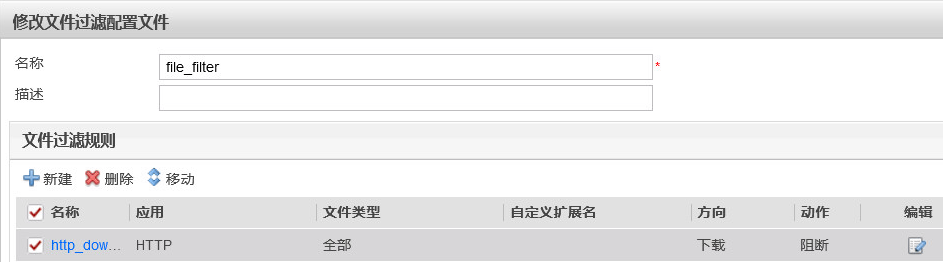 修改文件过滤配置文件
名称 file_filter *
描述
文件过滤规则
新建 删除 移动
名称 应用 文件类型 自定义扩展名 方向 动作 编辑
http_dow... HTTP 全部 下载 阻断